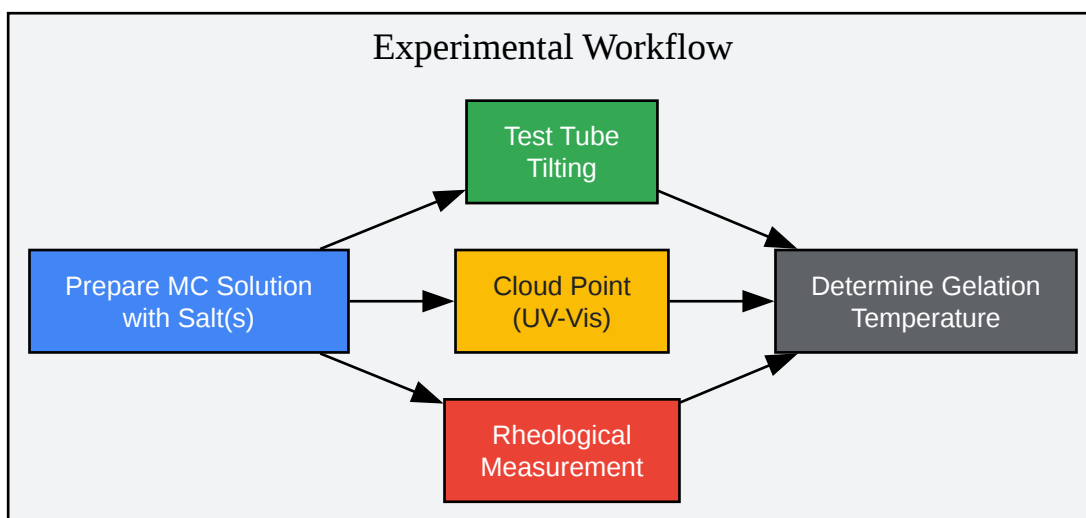 Experimental Workflow
Test Tube
Tilting
Prepare MC Solution
with Salt(s)
Cloud Point
(UV-Vis)
Determine Gelation
Temperature
Rheological
Measurement